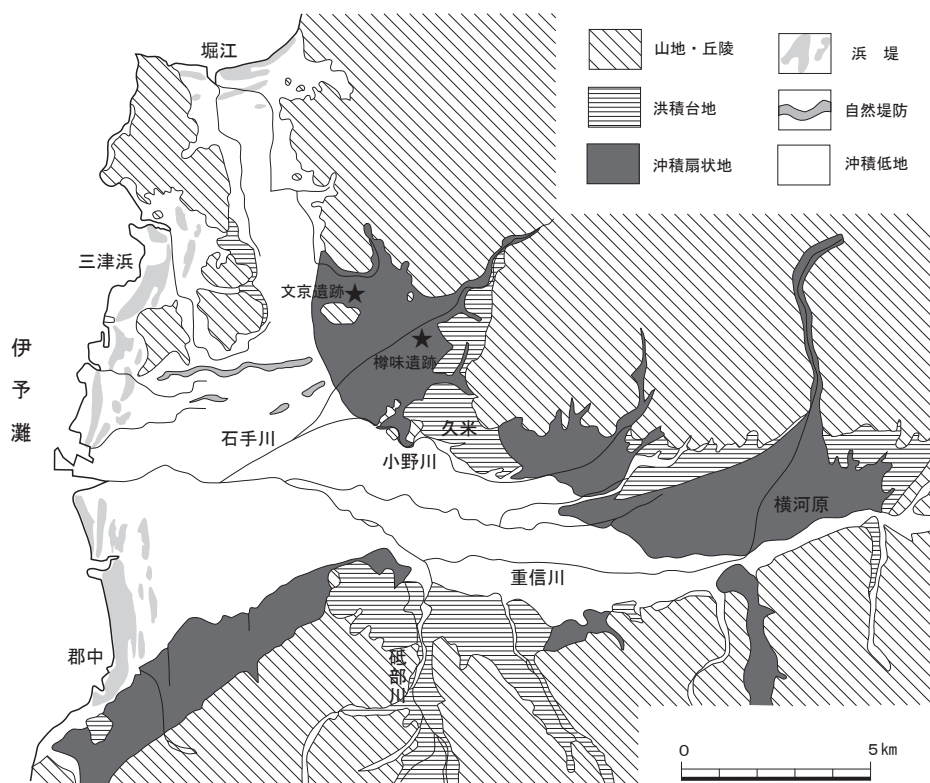 堀江
山地・丘陵
浜 堤
洪積台地
自然堤防
沖積扇状地
沖積低地
三津浜
文京遺跡
樽味遺跡
伊予灘
石手川
久米
小野川
横河原
重信川
郡中
砥部川
0 5km